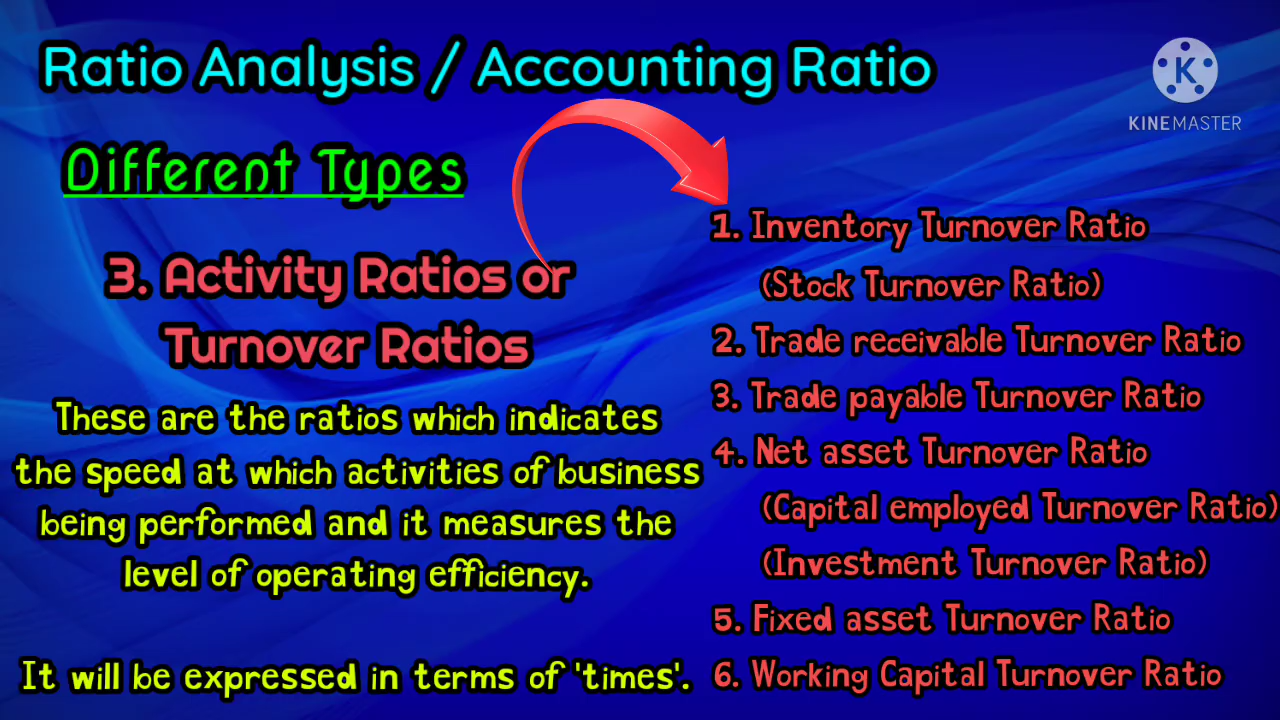 Ratio Analysis / Accounting Ratio
K
KINEMASTER
Different Types
3. Activity Ratios or
Turnover Ratios
These are the ratios which indicates
the speed at which activities of business
being performed and it measures the
level of operating efficiency.
It will be expressed in terms of 'times'.
1. Inventory Turnover Ratio
(Stock Turnover Ratio)
2. Trade receivable Turnover Ratio
3. Trade payable Turnover Ratio
4. Net asset Turnover Ratio
(Capital employed Turnover Ratio)
(Investment Turnover Ratio)
5. Fixed asset Turnover Ratio
6. Working Capital Turnover Ratio